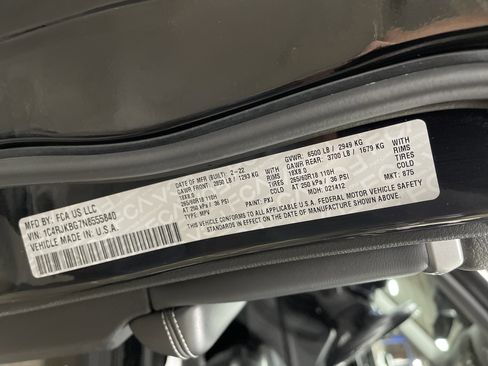 MFD BY: FCA US LLC
VIN: 1C4RJKBG7N8555840
VEHICLE MADE IN: U.S.A.
DATE OF MFR (BUILT): 2-22
GVWR: 6500 LB / 2949 KG
GAWR FRONT: 2850 LB / 1293 KG WITH
GAWR REAR: 3700 LB / 1679 KG WITH
18X8.0 RIMS
18X8.0 RIMS
265/60R18 110H TIRES
265/60R18 110H TIRES
AT 250 kPa / 36 PSI COLD
AT 250 kPa / 36 PSI COLD
TYPE: MPV
PAINT: PXJ
MDH: 021412
MKT: 875
THIS VEHICLE CONFORMS TO ALL APPLICABLE U.S.A. FEDERAL MOTOR VEHICLE SAFETY
STANDARDS IN EFFECT ON THE DATE OF MANUFACTURE SHOWN ABOVE.